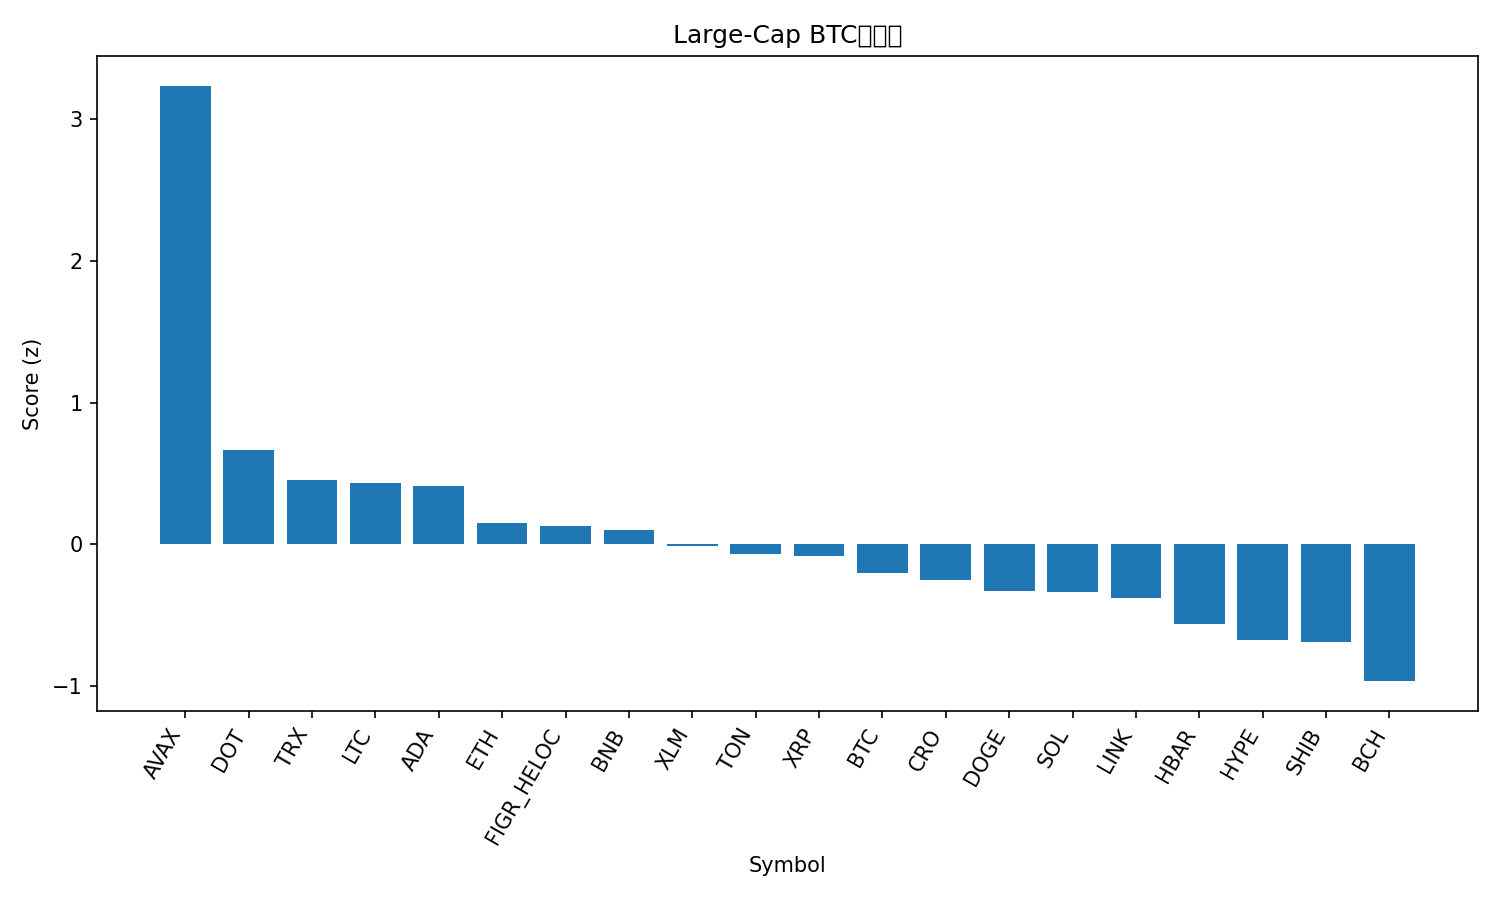 Large-Cap BTC
Score (z)
3
2
1
0
−1
AVAX
DOT
TRX
LTC
ADA
ETH
FIGR_HELOC
BNB
XLM
TON
XRP
BTC
CRO
DOGE
SOL
LINK
HBAR
HYPE
SHIB
BCH
Symbol